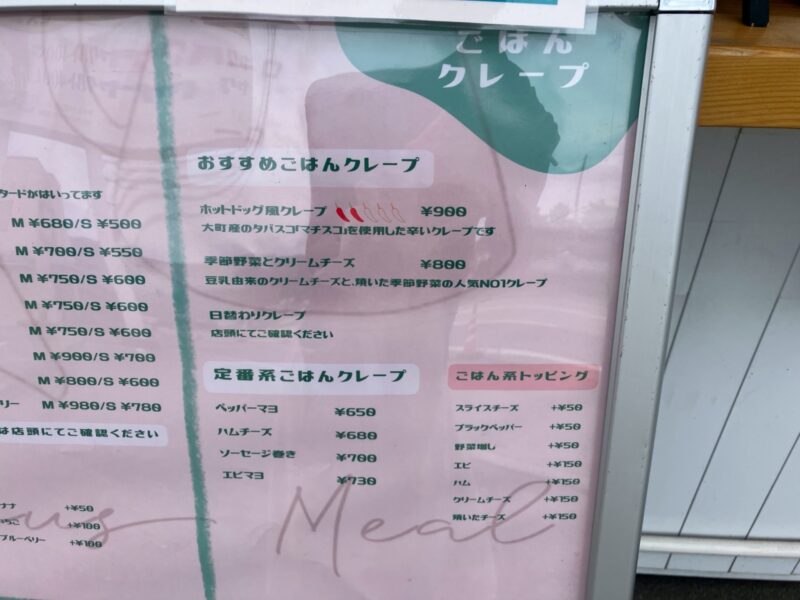 ごはん
クレープ
タードがはいってます
M ¥680/S ¥500
M ¥700/S ¥550
M ¥750/S ¥600
M ¥750/S ¥600
M ¥750/S ¥600
M ¥900/S ¥700
M ¥800/S ¥600
リー M ¥980/S ¥780
は店頭にてご確認ください
ナナ +¥50
ちご +¥100
ブルーベリー +¥100
おすすめごはんクレープ
ホットドッグ風クレープ ¥900
大町産のタバスコ「マチスコ」を使用した辛いクレープです
季節野菜とクリームチーズ ¥800
豆乳由来のクリームチーズと、焼いた季節野菜の人気NO1クレープ
日替わりクレープ
店頭にてご確認ください
定番系ごはんクレープ
ペッパーマヨ ¥650
ハムチーズ ¥680
ソーセージ巻き ¥700
エビマヨ ¥730
ごはん系トッピング
スライスチーズ +¥50
ブラックペッパー +¥50
野菜増し +¥50
エビ +¥150
ハム +¥150
クリームチーズ +¥150
焼いたチーズ +¥150
us Meal